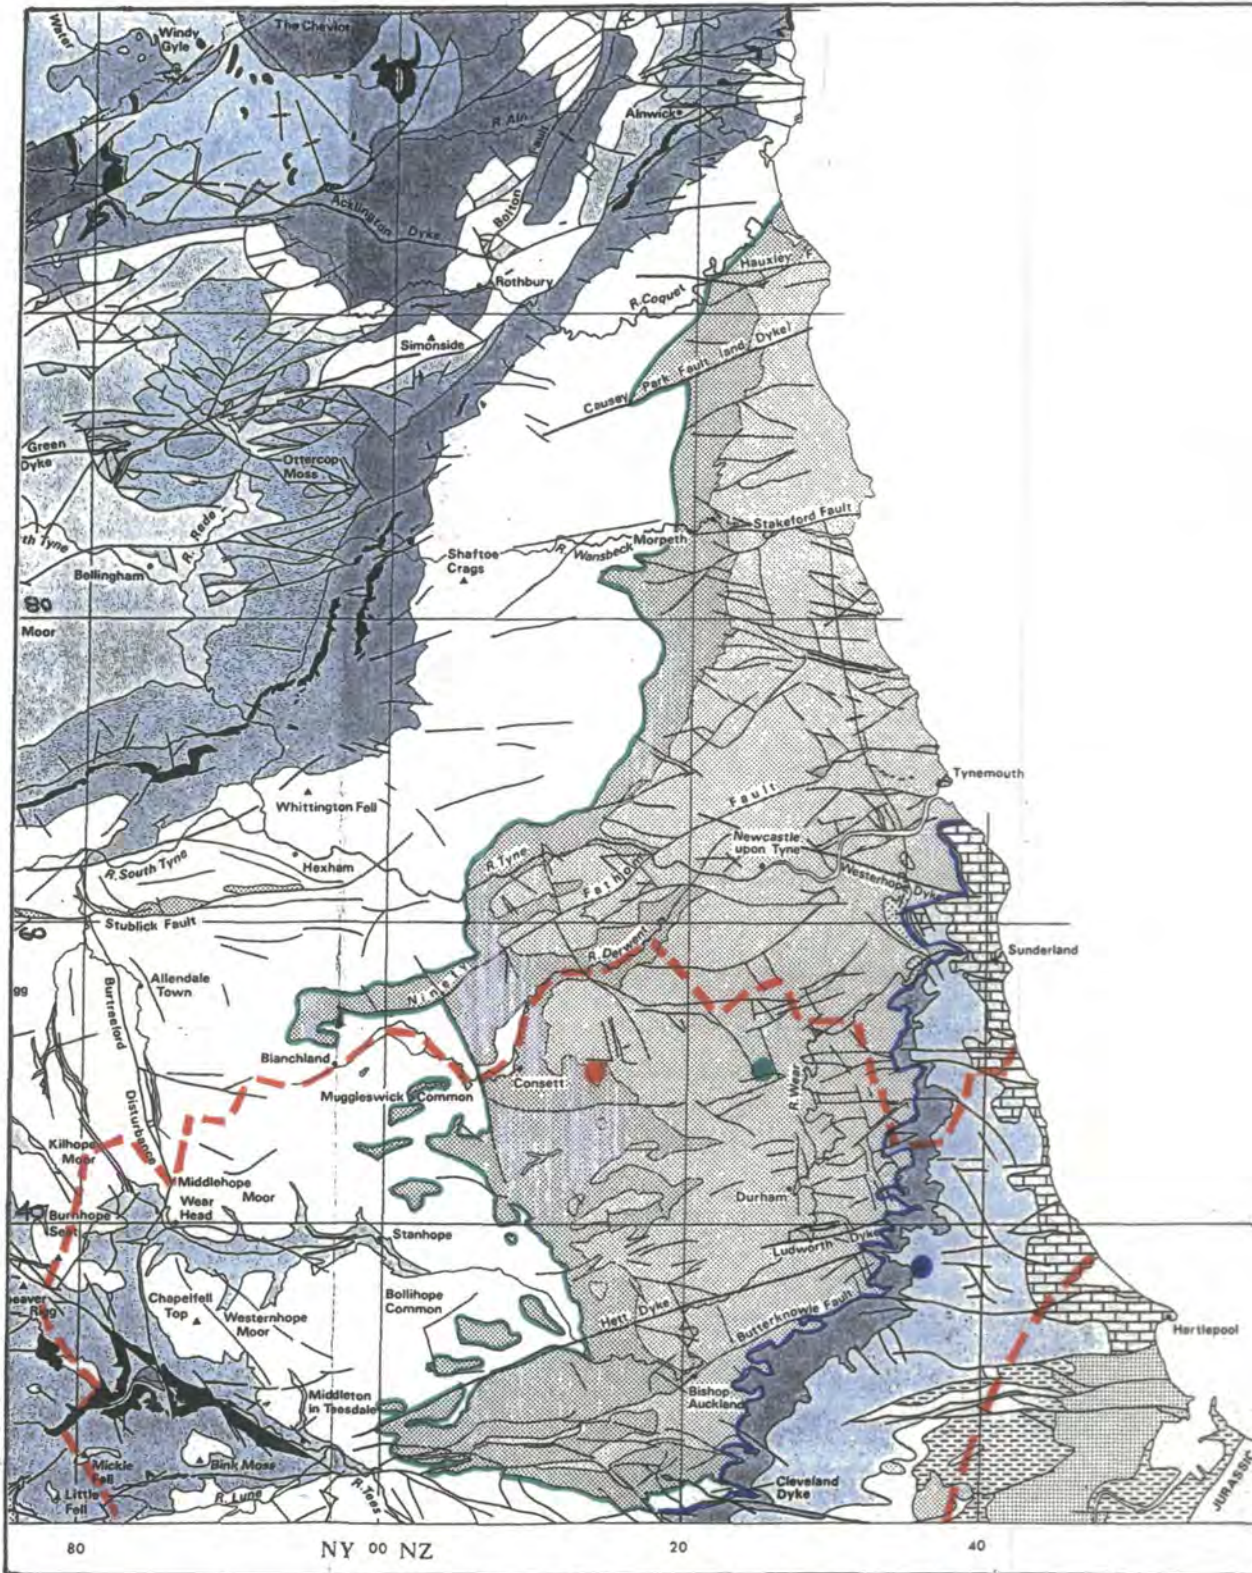 Water
Windy
Gyle
The Cheviot
R. Aln
Fault
Alnwick
Bolton
Acklington Dyke
Rothbury
Hauxley F.
R. Coquet
Simonside
Causey Park Fault (and Dyke)
Green
Dyke
Ottercop
Moss
R. Rede
th Tyne
Bellingham
Shaftoe
Crags
R. Wansbeck
Morpeth
Stakeford Fault
80
Moor
Tynemouth
Whittington Fell
Fault
R. South Tyne
Hexham
R. Tyne
Newcastle
upon Tyne
Fathom
Westerhope Dyke
Stublick Fault
60
R. Derwent
Sunderland
Allendale
Town
Burtreeford
Ninety
Blanchland
Consett
Muggleswick Common
R. Wear
Disturbance
Kilhope
Moor
Middlehope
Moor
Wear
Head
Durham
40
Burnhope
Seat
Stanhope
Ludworth Dyke
Chapelfell
Top
Westernhope
Moor
Bollihope
Common
Hett Dyke
Butterknowle Fault
Hartlepool
Middleton
in Teesdale
Bishop
Auckland
Mickle
Fell
Bink Moss
Little
Fell
R. Lune
R. Tees
Cleveland
Dyke
JURASSIC
80 NY 00 NZ 20 40